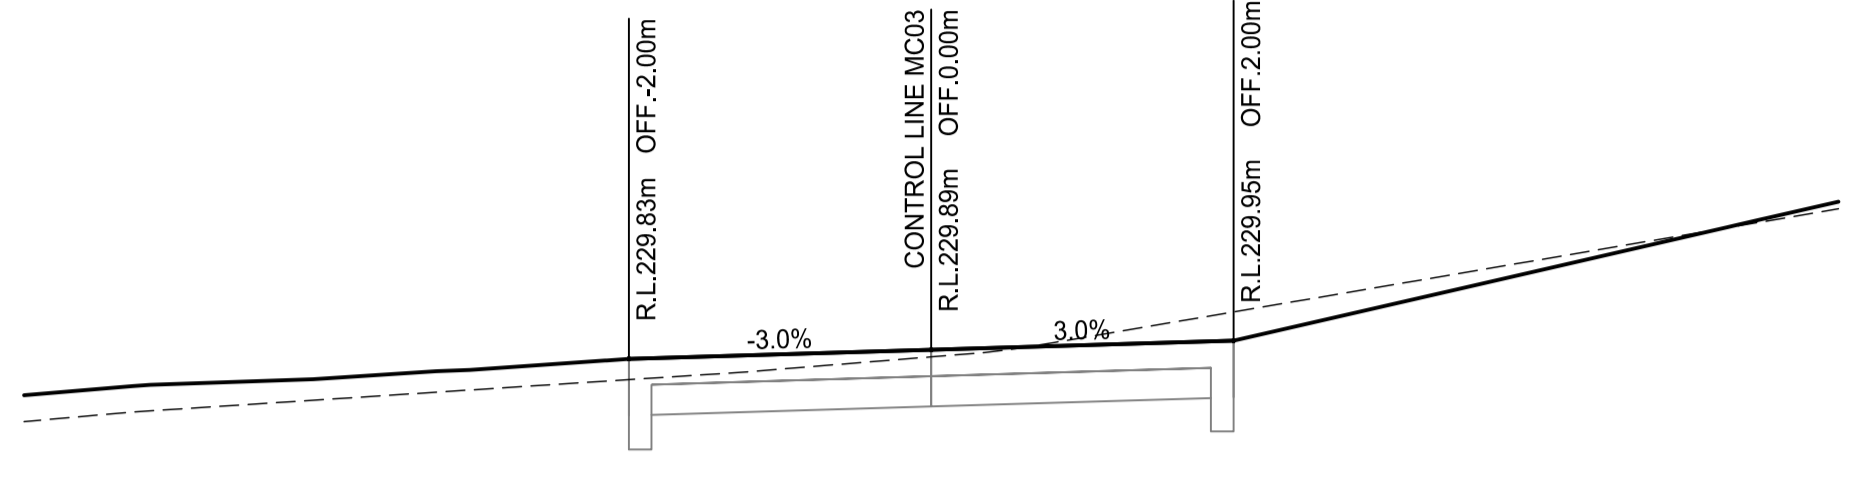 R.L.229.83m OFF.-2.00m
CONTROL LINE MC03
R.L.229.89m OFF.0.00m
R.L.229.95m OFF.2.00m
-3.0%
3.0%